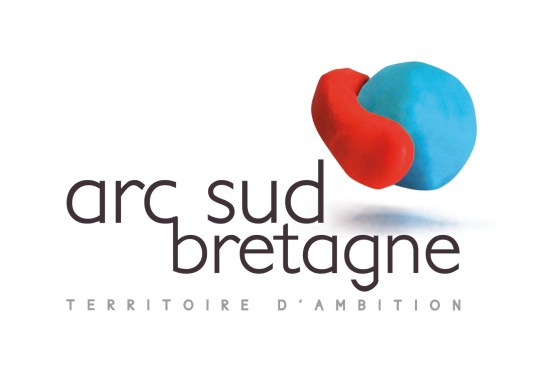 arc sud
bretagne
TERRITOIRE D'AMBITION